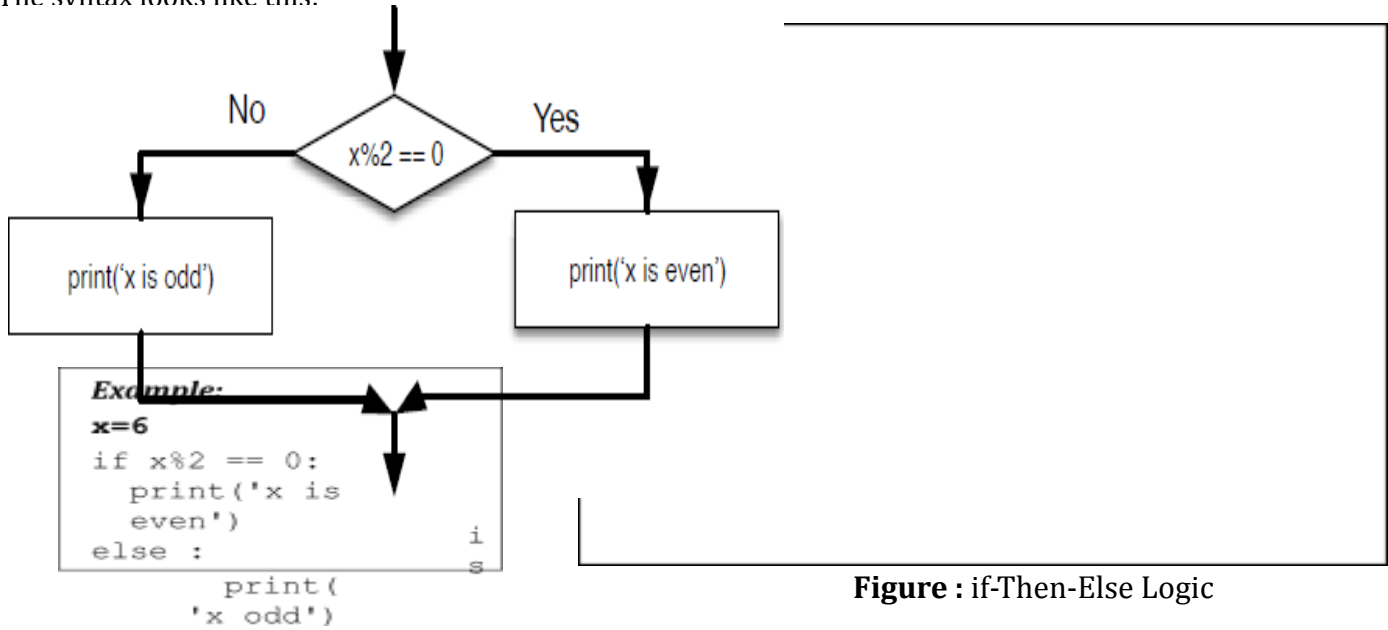 The syntax looks like this:
No
Yes
x%2 == 0
print(‘x is odd’)
print(‘x is even’)
Example:
x=6
if x%2 == 0:
print('x is
even')
else :
i
s
print(
'x odd')
Figure : if-Then-Else Logic